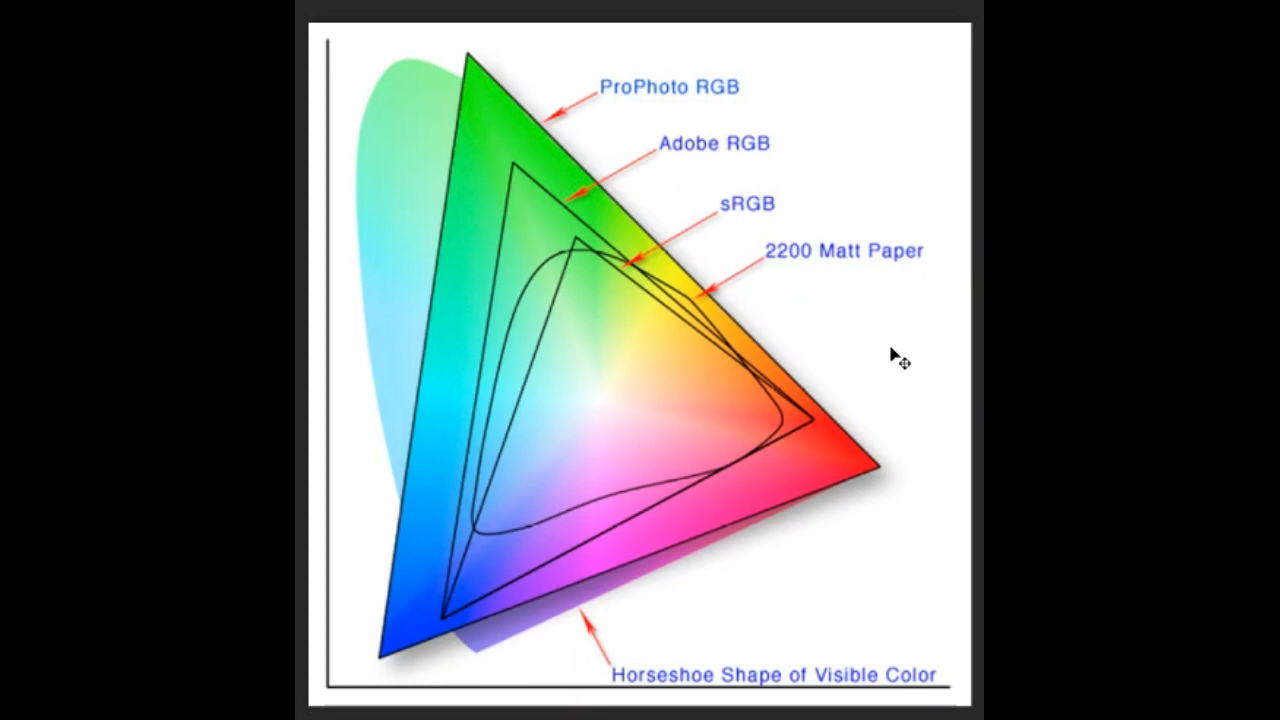 ProPhoto RGB
Adobe RGB
sRGB
2200 Matt Paper
Horseshoe Shape of Visible Color